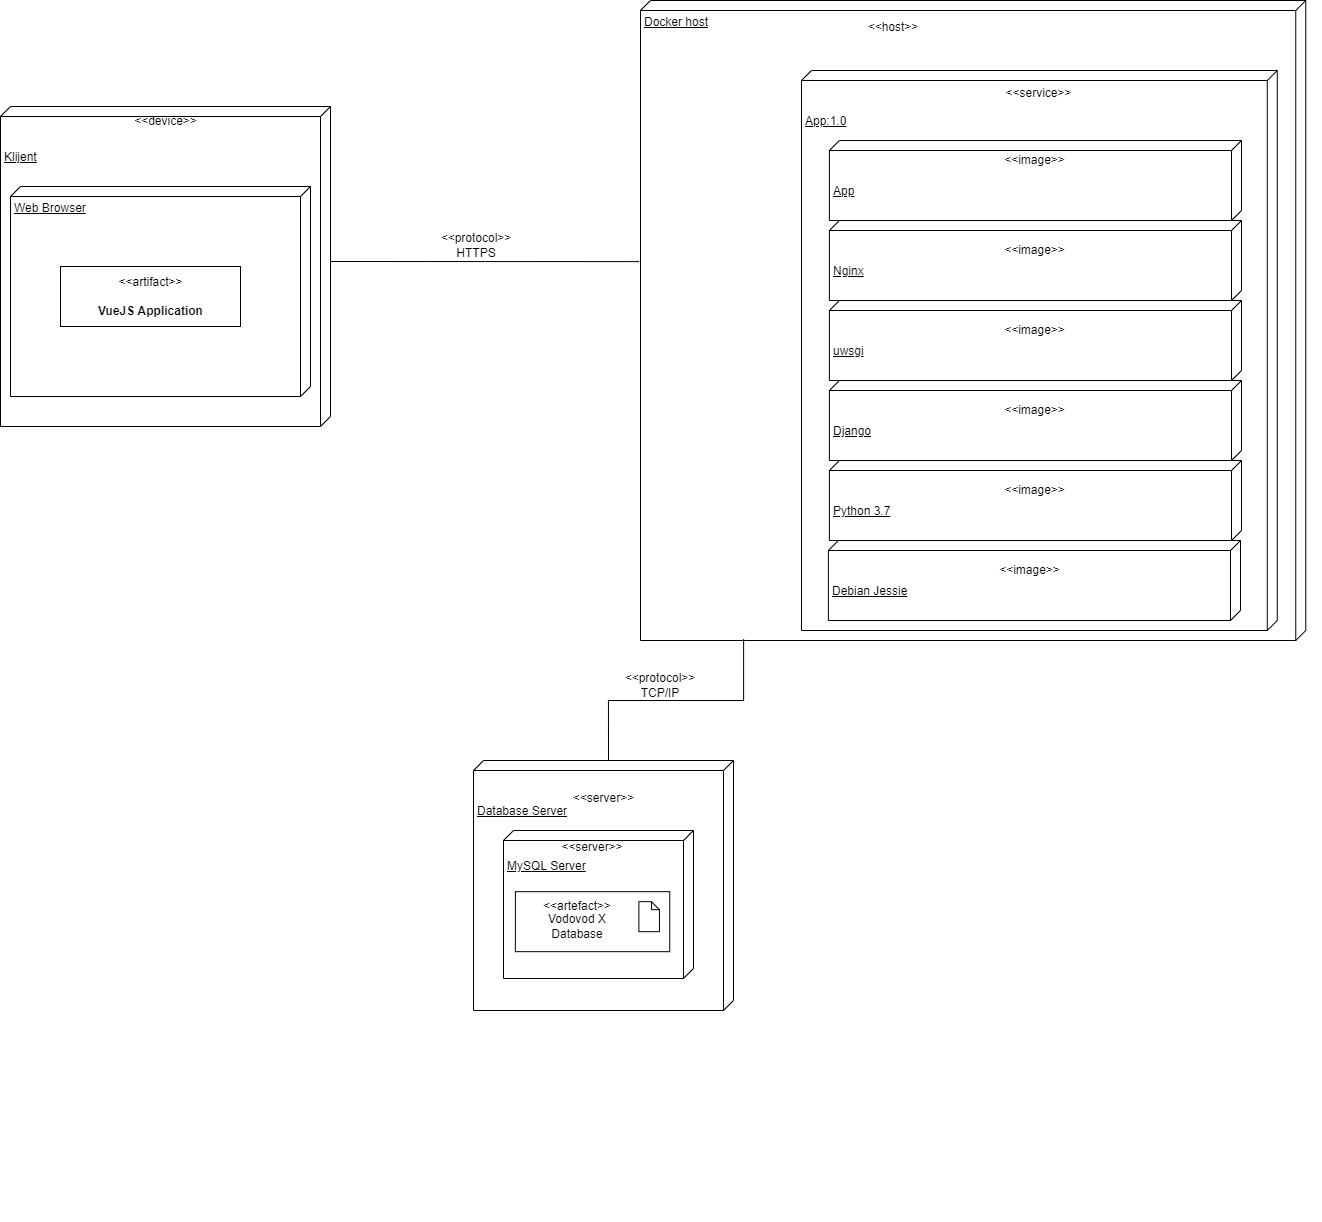 Docker host
<<host>>
<<service>>
App:1.0
<<image>>
App
<<image>>
Nginx
<<image>>
uwsgi
<<image>>
Django
<<image>>
Python 3.7
<<image>>
Debian Jessie
<<device>>
Klijent
Web Browser
<<artifact>>
VueJS Application
<<protocol>>
HTTPS
<<protocol>>
TCP/IP
<<server>>
Database Server
<<server>>
MySQL Server
<<artefact>>
Vodovod X
Database